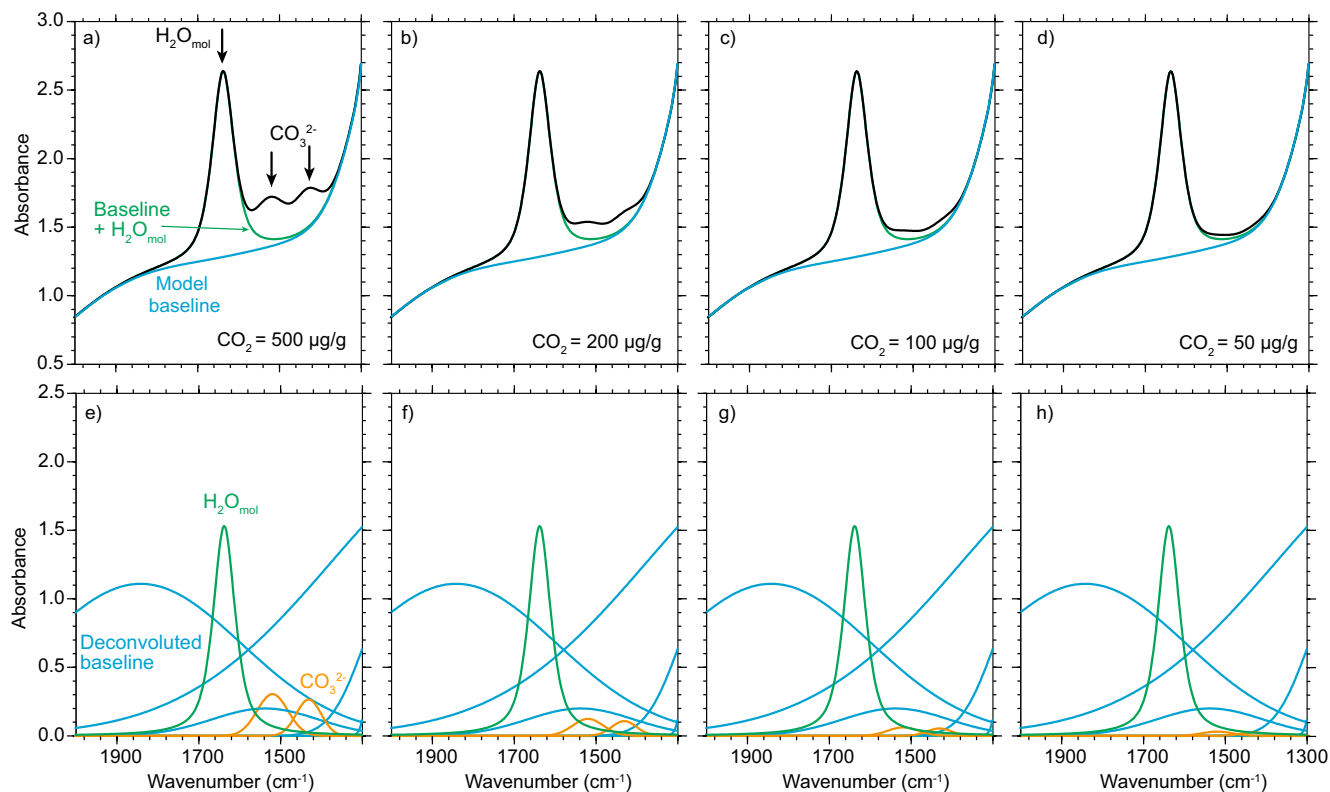 a)
b)
c)
d)
H₂Oₘₒₗ
CO₃²⁻
Baseline
+ H₂Oₘₒₗ
Model
baseline
CO₂ = 500 µg/g
CO₂ = 200 µg/g
CO₂ = 100 µg/g
CO₂ = 50 µg/g
Absorbance
3.0
2.5
2.0
1.5
1.0
0.5
e)
f)
g)
h)
H₂Oₘₒₗ
Deconvoluted
baseline
CO₃²⁻
Absorbance
2.5
2.0
1.5
1.0
0.5
0.0
1900 1700 1500
1900 1700 1500
1900 1700 1500
1900 1700 1500 1300
Wavenumber (cm⁻¹)
Wavenumber (cm⁻¹)
Wavenumber (cm⁻¹)
Wavenumber (cm⁻¹)